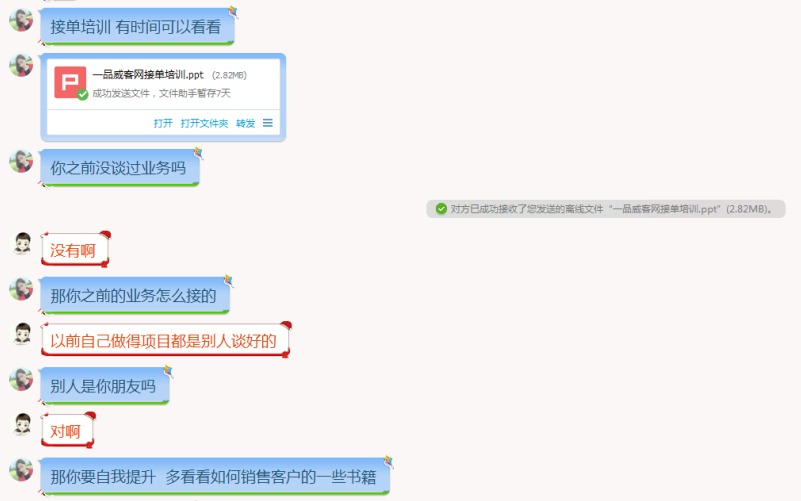 接单培训 有时间可以看看
一品威客网接单培训.ppt (2.82MB)
成功发送文件，文件助手暂存7天
打开 打开文件夹 转发
你之前没谈过业务吗
对方已成功接收了您发送的离线文件“一品威客网接单培训.ppt”(2.82MB)。
没有啊
那你之前的业务怎么接的
以前自己做得项目都是别人谈好的
别人是你朋友吗
对啊
那你要自我提升 多看看如何销售客户的一些书籍